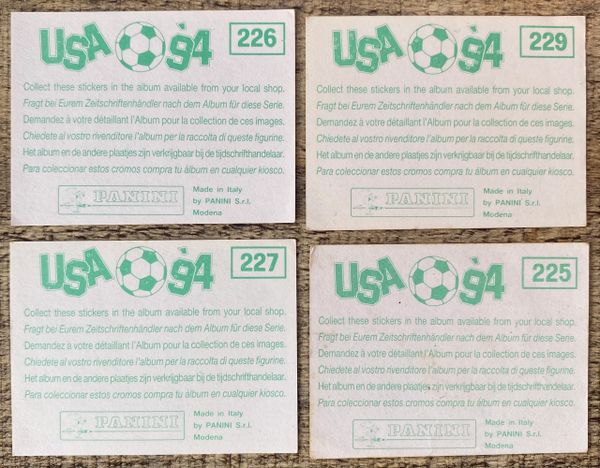 USA '94
226
Collect these stickers in the album available from your local shop.
Fragt bei Eurem Zeitschriftenhändler nach dem Album für diese Serie.
Demandez à votre détaillant l'Album pour la collection de ces images.
Chiedete al vostro rivenditore l'album per la raccolta di queste figurine.
Het album en de andere plaatjes zijn verkrijgbaar bij de tijdschrifthandelaar.
Para coleccionar estos cromos compra tu álbum en cualquier kiosco.
PANINI
Made in Italy
by PANINI S.r.l.
Modena
USA '94
229
Collect these stickers in the album available from your local shop.
Fragt bei Eurem Zeitschriftenhändler nach dem Album für diese Serie.
Demandez à votre détaillant l'Album pour la collection de ces images.
Chiedete al vostro rivenditore l'album per la raccolta di queste figurine.
Het album en de andere plaatjes zijn verkrijgbaar bij de tijdschrifthandelaar.
Para coleccionar estos cromos compra tu álbum en cualquier kiosco.
PANINI
Made in Italy
by PANINI S.r.l.
Modena
USA '94
227
Collect these stickers in the album available from your local shop.
Fragt bei Eurem Zeitschriftenhändler nach dem Album für diese Serie.
Demandez à votre détaillant l'Album pour la collection de ces images.
Chiedete al vostro rivenditore l'album per la raccolta di queste figurine.
Het album en de andere plaatjes zijn verkrijgbaar bij de tijdschrifthandelaar.
Para coleccionar estos cromos compra tu álbum en cualquier kiosco.
PANINI
Made in Italy
by PANINI S.r.l.
Modena
USA '94
225
Collect these stickers in the album available from your local shop.
Fragt bei Eurem Zeitschriftenhändler nach dem Album für diese Serie.
Demandez à votre détaillant l'Album pour la collection de ces images.
Chiedete al vostro rivenditore l'album per la raccolta di queste figurine.
Het album en de andere plaatjes zijn verkrijgbaar bij de tijdschrifthandelaar.
Para coleccionar estos cromos compra tu álbum en cualquier kiosco.
PANINI
Made in Italy
by PANINI S.r.l.
Modena